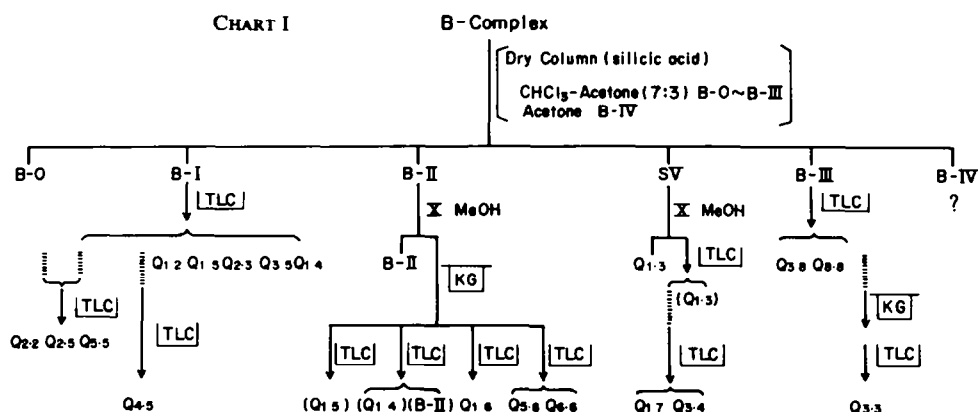 CHART I
B-Complex
Dry Column (silicic acid)
CHCl₃-Acetone (7:3) B-O~B-III
Acetone B-IV
B-O B-I B-II SV B-III B-IV
TLC X MeOH X MeOH TLC ?
Q1·2 Q1·5 Q2·3 Q3·5 Q1·4 B-II Q1·3 TLC Q3·8 Q8·8
KG (Q1·3) KG
TLC TLC
Q2·2 Q2·5 Q5·5 TLC TLC TLC TLC TLC TLC
Q4·5 (Q1·5) (Q1·4) (B-II) Q1·6 Q5·6 Q6·6 Q1·7 Q3·4 Q3·3